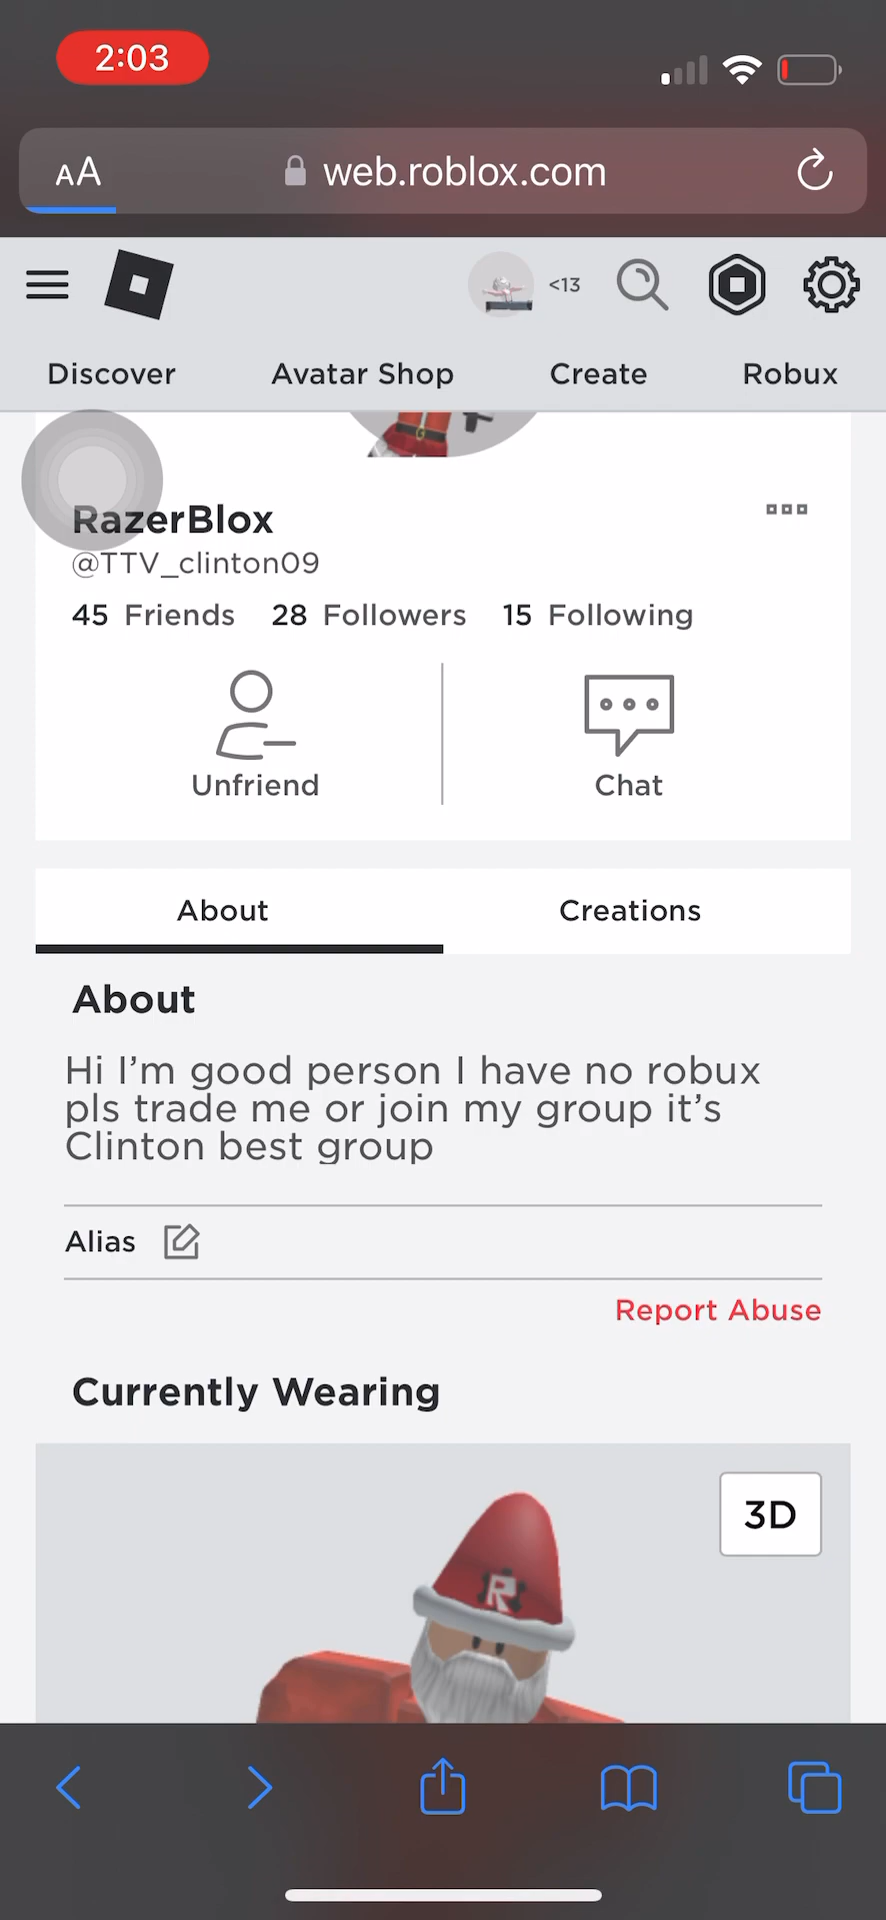 2:03
AA web.roblox.com
<13
Discover Avatar Shop Create Robux
RazerBlox
@TTV_clinton09
45 Friends 28 Followers 15 Following
Unfriend Chat
About Creations
About
Hi I’m good person I have no robux
pls trade me or join my group it’s
Clinton best group
Alias
Report Abuse
Currently Wearing
3D
R